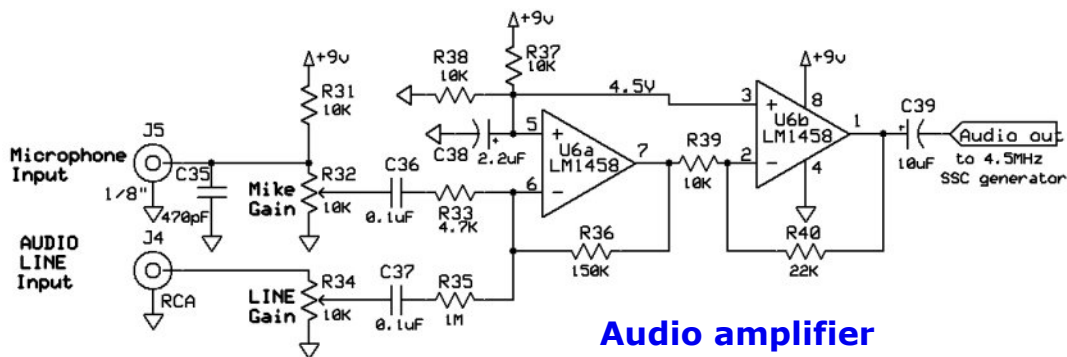 +9v
R31
10K
J5
Microphone
Input
1/8"
C35
470pF
R32
10K
Mike
Gain
C36
0.1uF
R33
4.7K
AUDIO
LINE
Input
J4
RCA
R34
10K
LINE
Gain
C37
0.1uF
R35
1M
+9v
R38
10K
R37
10K
4.5V
C38
+
2.2uF
5
+
U6a
LM1458
7
6
−
R36
150K
R39
10K
+9v
3
+
8
U6b
LM1458
1
2
−
4
R40
22K
C39
+
10uF
Audio out
to 4.5MHz
SSC generator
Audio amplifier